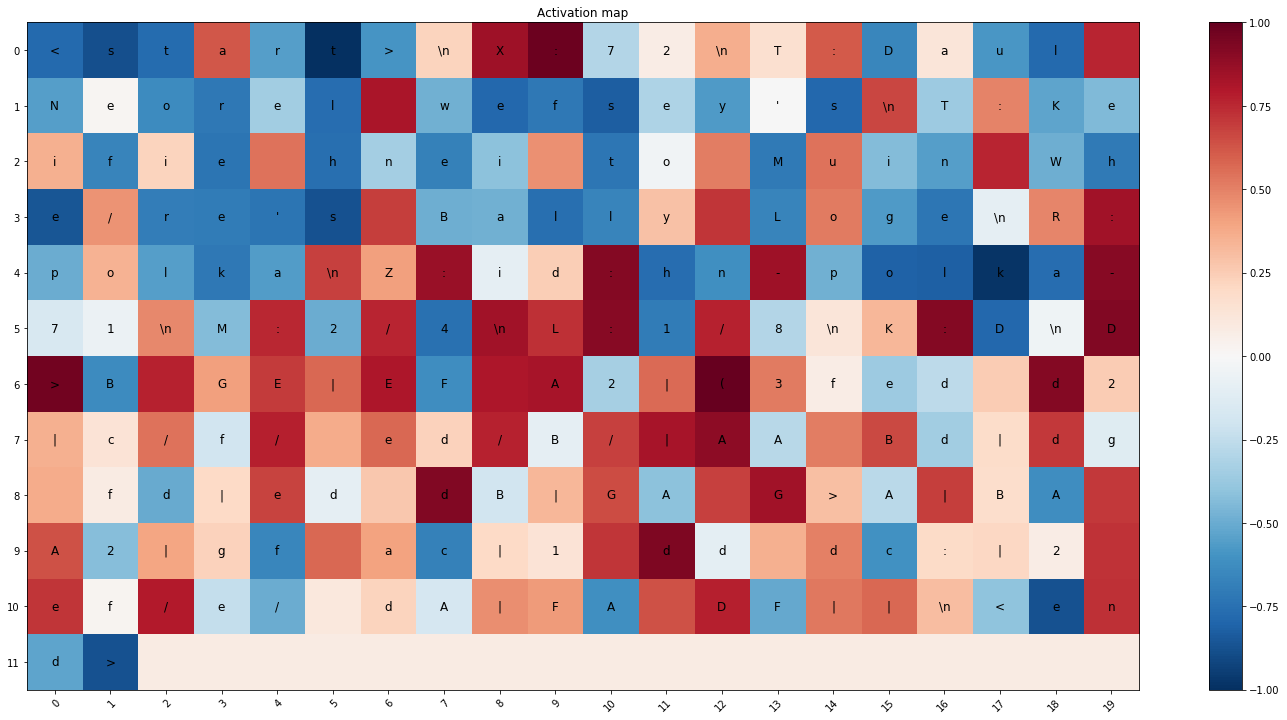 Activation map
0 < s t a r t > \n X : 7 2 \n T : D a u l
1 N e o r e l w e f s e y ' s \n T : K e
2 i f i e h n e i t o M u i n W h
3 e / r e ' s B a l l y L o g e \n R :
4 p o l k a \n Z : i d : h n - p o l k a -
5 7 1 \n M : 2 / 4 \n L : 1 / 8 \n K : D \n D
6 > B G E | E F A 2 | ( 3 f e d d 2
7 | c / f / e d / B / | A A B d | d g
8 f d | e d d B | G A G > A | B A
9 A 2 | g f a c | 1 d d d c : | 2
10 e f / e / d A | F A D F | | \n < e n
11 d >
0 1 2 3 4 5 6 7 8 9 10 11 12 13 14 15 16 17 18 19
1.00
0.75
0.50
0.25
0.00
−0.25
−0.50
−0.75
−1.00